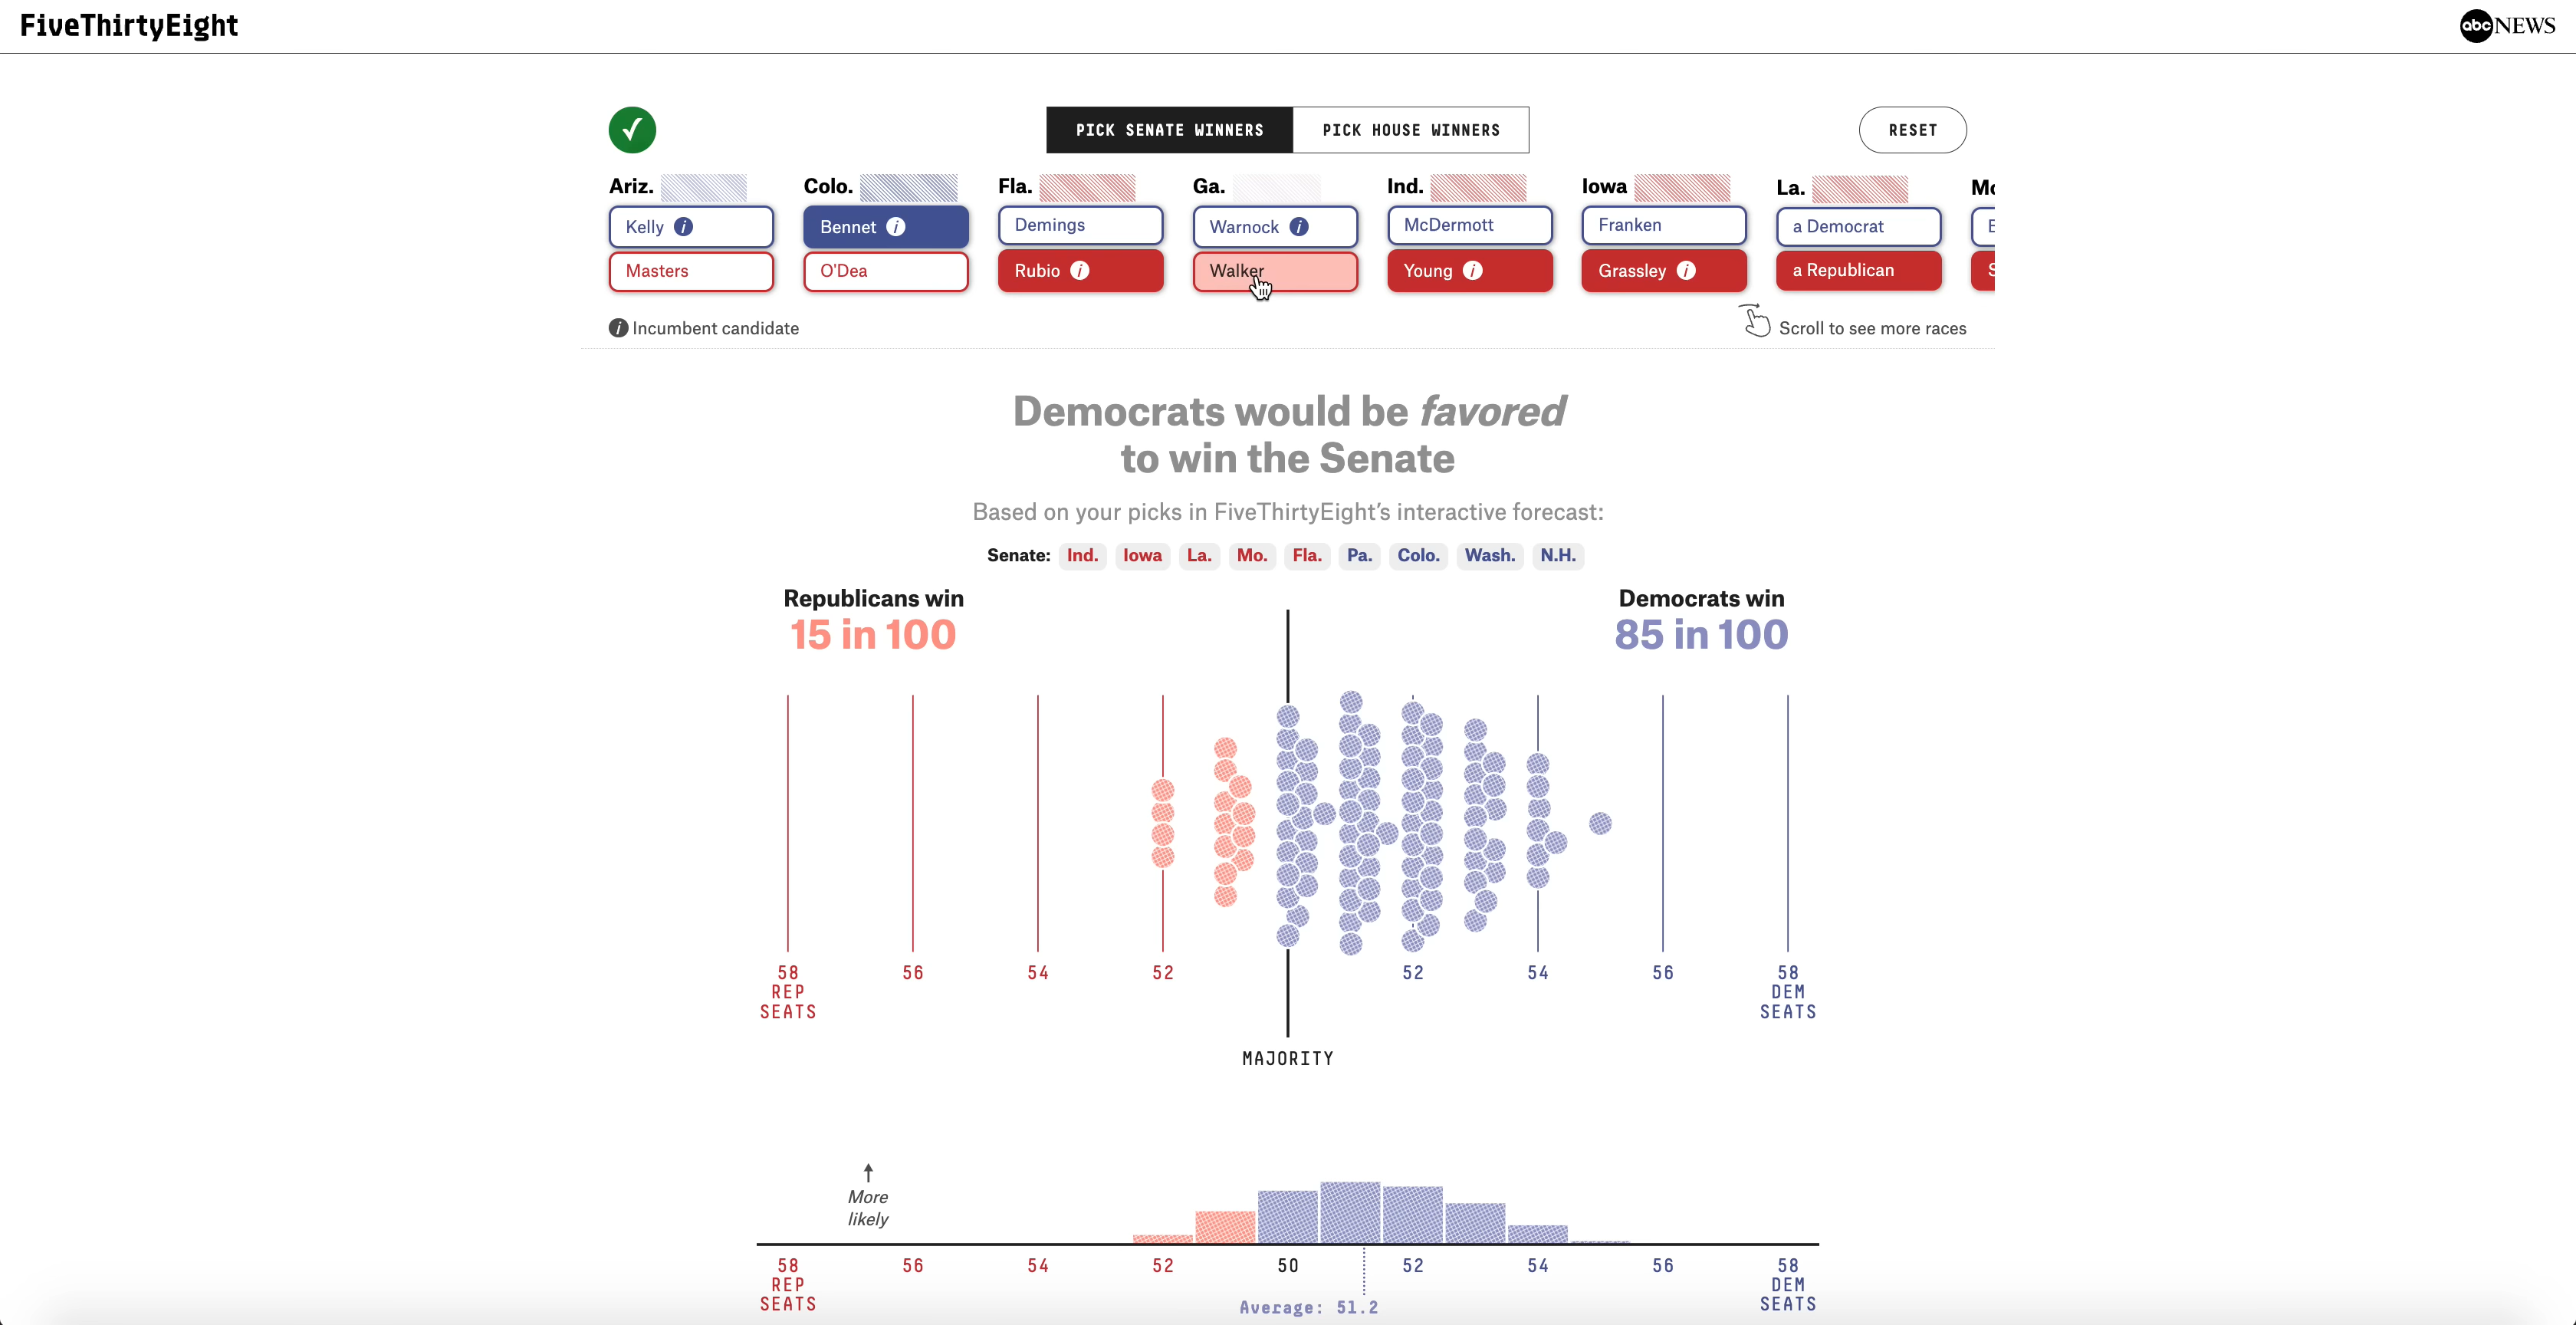 FiveThirtyEight
abc NEWS
PICK SENATE WINNERS
PICK HOUSE WINNERS
RESET
Ariz.
Kelly i
Masters
Colo.
Bennet i
O'Dea
Fla.
Demings
Rubio i
Ga.
Warnock i
Walker
Ind.
McDermott
Young i
Iowa
Franken
Grassley i
La.
a Democrat
a Republican
i Incumbent candidate
Scroll to see more races
Democrats would be favored
to win the Senate
Based on your picks in FiveThirtyEight’s interactive forecast:
Senate: Ind. Iowa La. Mo. Fla. Pa. Colo. Wash. N.H.
Republicans win
15 in 100
Democrats win
85 in 100
58 56 54 52 52 54 56 58
REP SEATS
DEM SEATS
MAJORITY
More
likely
58 56 54 52 50 52 54 56 58
REP SEATS
DEM SEATS
Average: 51.2